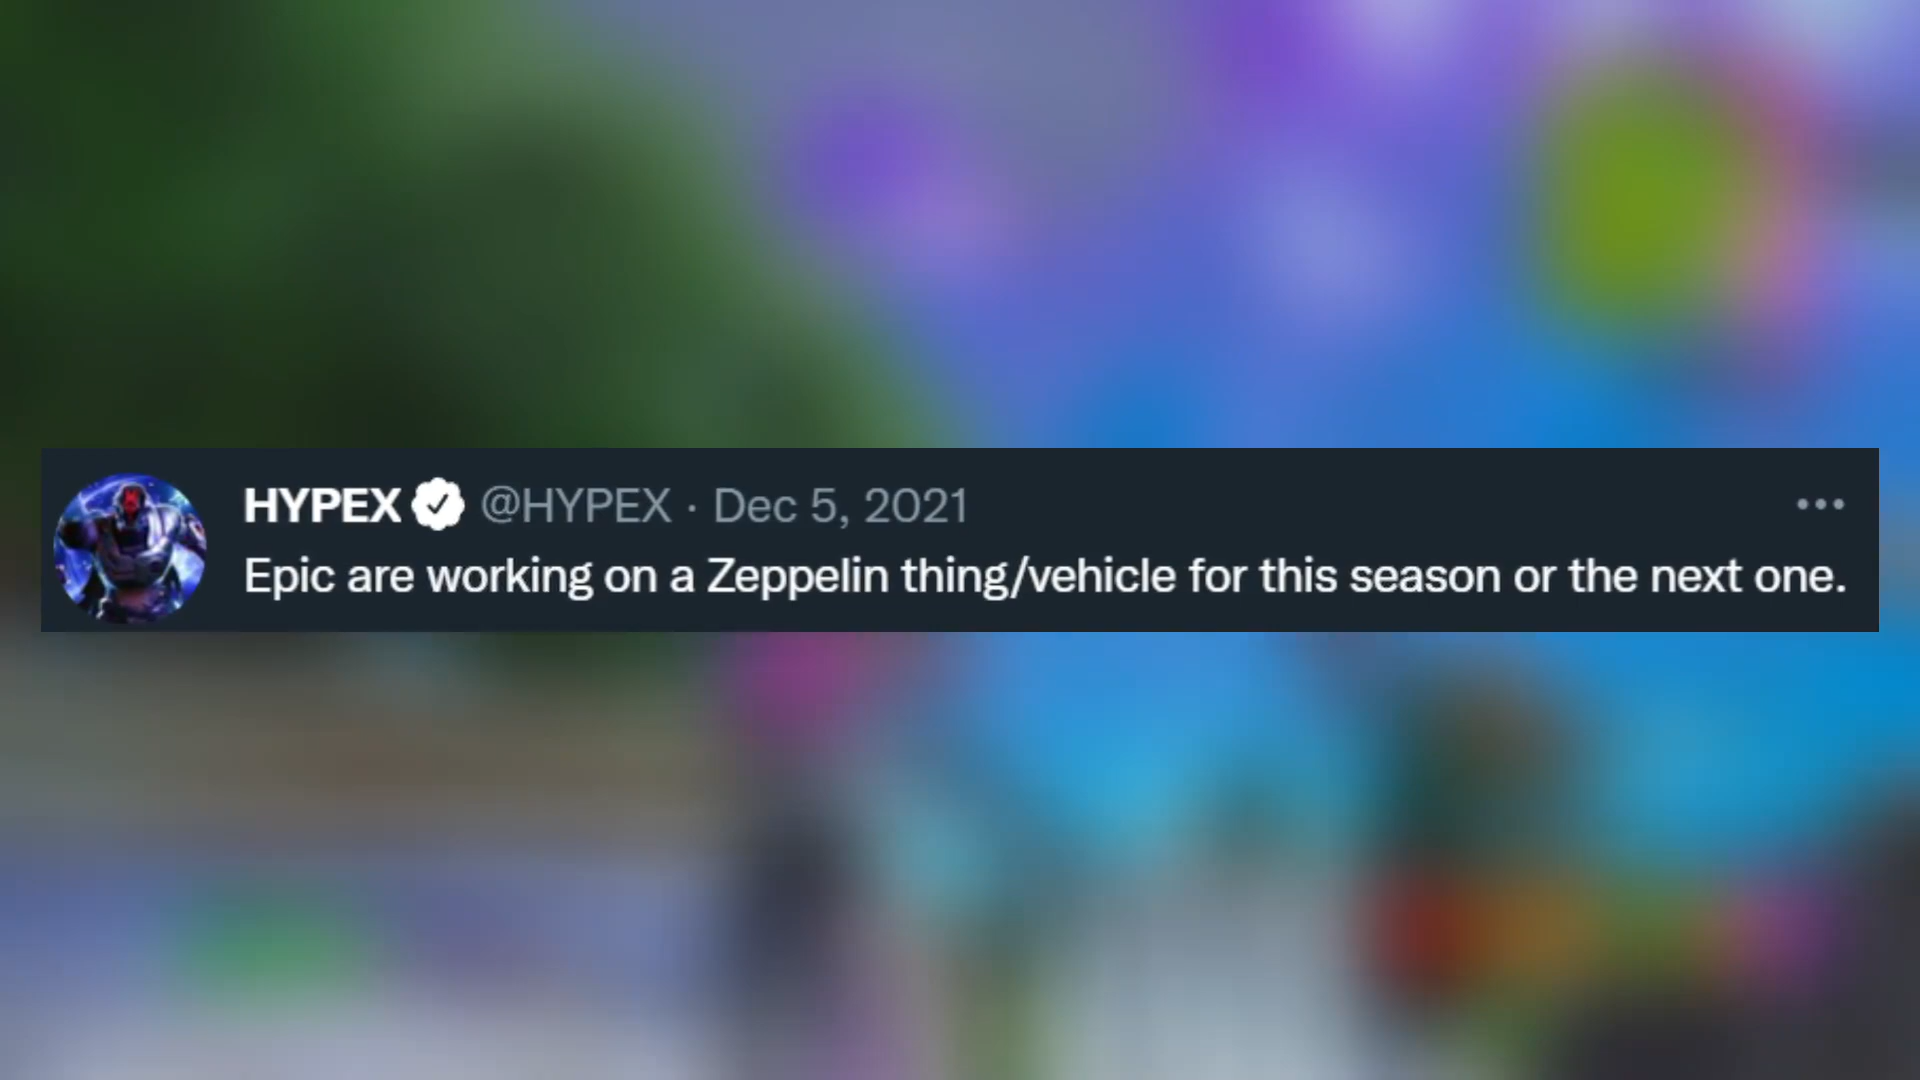 HYPEX @HYPEX · Dec 5, 2021
Epic are working on a Zeppelin thing/vehicle for this season or the next one.